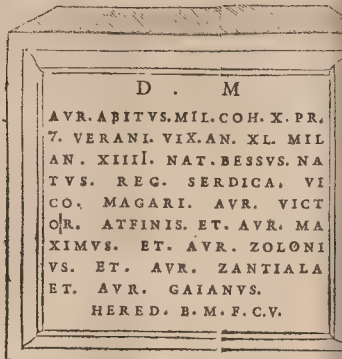 D . M
AVR. ABITVS. MIL. COH. X. PR.
7. VERANI. VIX. AN. XL. MIL
AN. XIIII. NAT. BESSVS. NA
TVS. REG. SERDICA. VI
CO. MAGARI. AVR. VICT
OR. ATFINIS. ET. AVR. MA
XIMVS. ET. AVR. ZOLONI
VS. ET. AVR. ZANTIALA
ET. AVR. GAIANVS.
HERED. B. M. F. C. V.